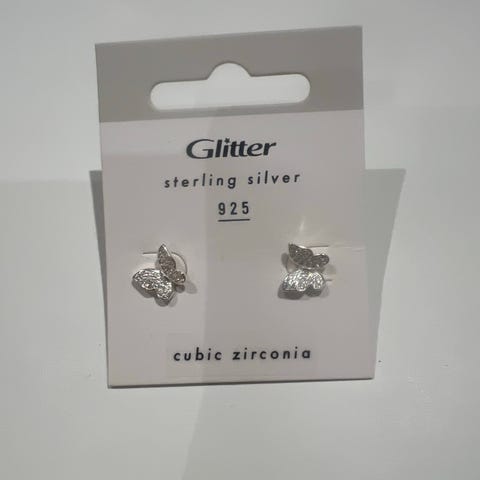 Glitter
sterling silver
925
cubic zirconia